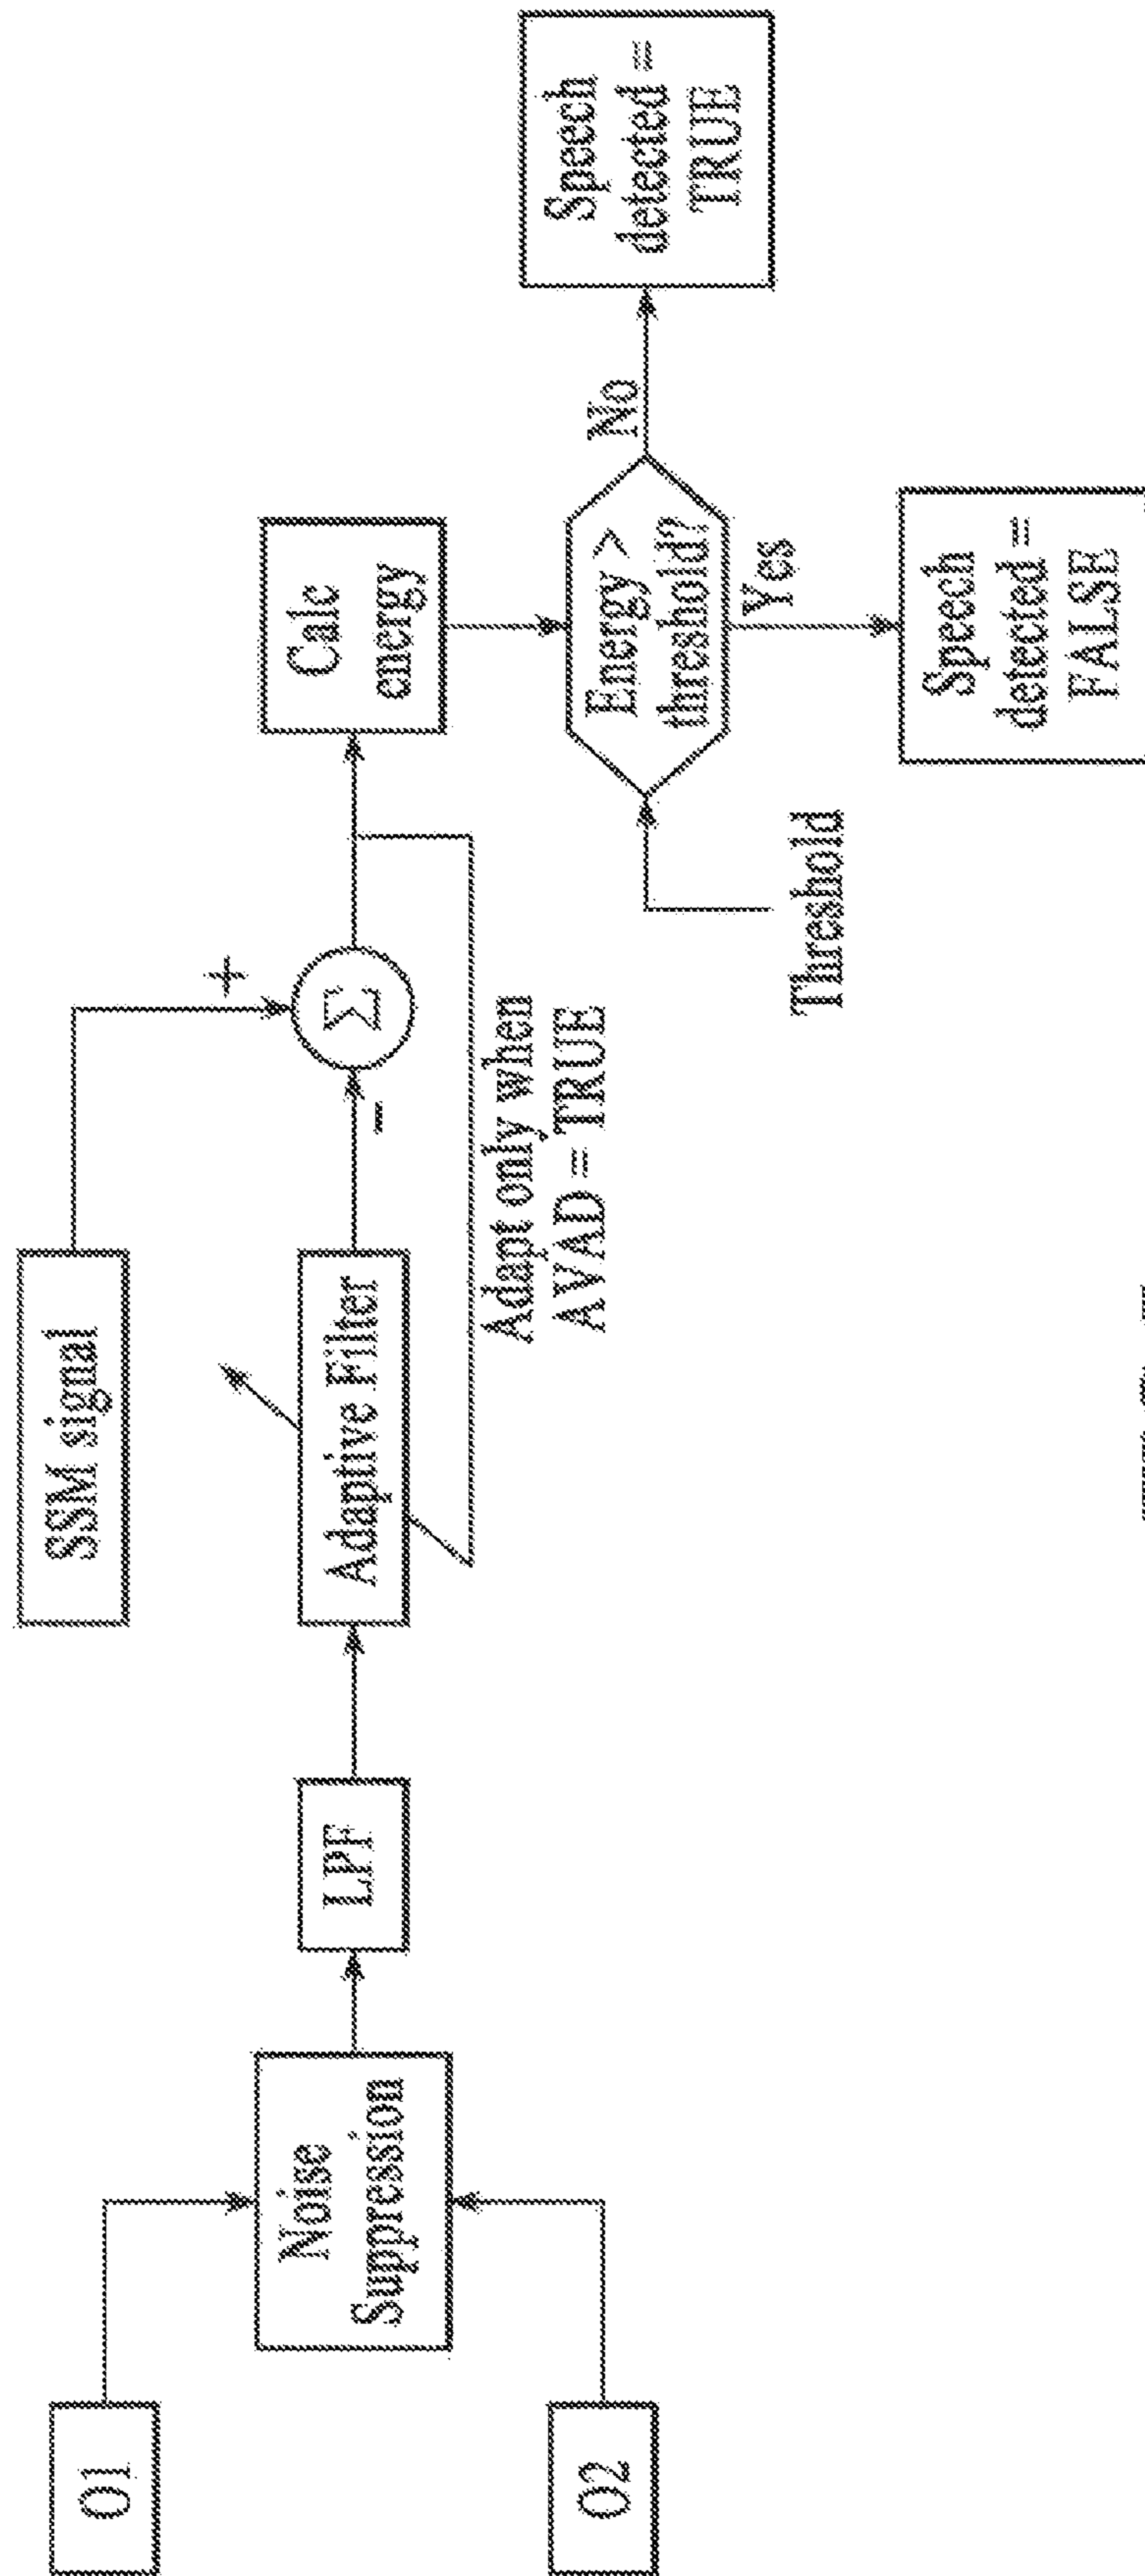 O1
O2
Noise
Suppression
LPF
SSM signal
Adaptive Filter
+
-
Σ
Adapt only when
AVAD = TRUE
Calc
energy
Threshold
Energy >
threshold?
No
Yes
Speech
detected =
TRUE
Speech
detected =
FALSE